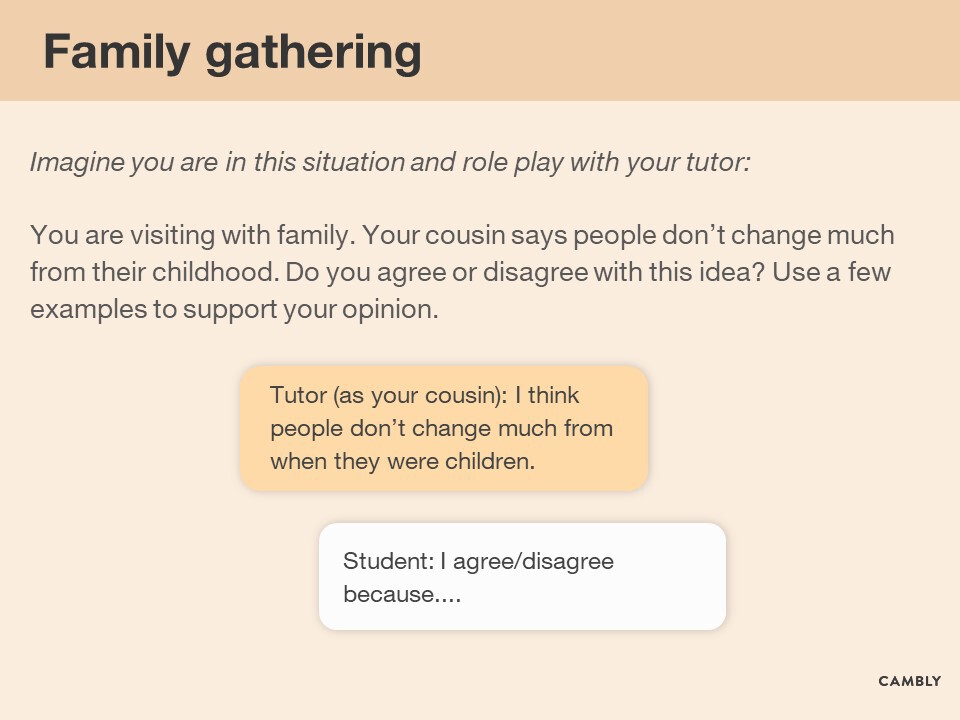 Family gathering
Imagine you are in this situation and role play with your tutor:
You are visiting with family. Your cousin says people don’t change much
from their childhood. Do you agree or disagree with this idea? Use a few
examples to support your opinion.
Tutor (as your cousin): I think
people don’t change much from
when they were children.
Student: I agree/disagree
because....
CAMBLY